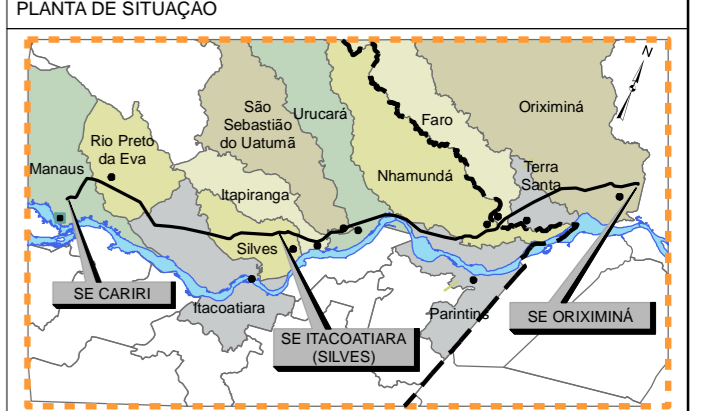 PLANTA DE SITUAÇÃO
N
São
Sebastião
do Uatumã
Urucará
Faro
Oriximiná
Rio Preto
da Eva
Manaus
Nhamundá
Terra
Santa
Itapiranga
Silves
SE CARIRI
Itacoatiara
Parintins
SE ORIXIMINÁ
SE ITACOATIARA
(SILVES)